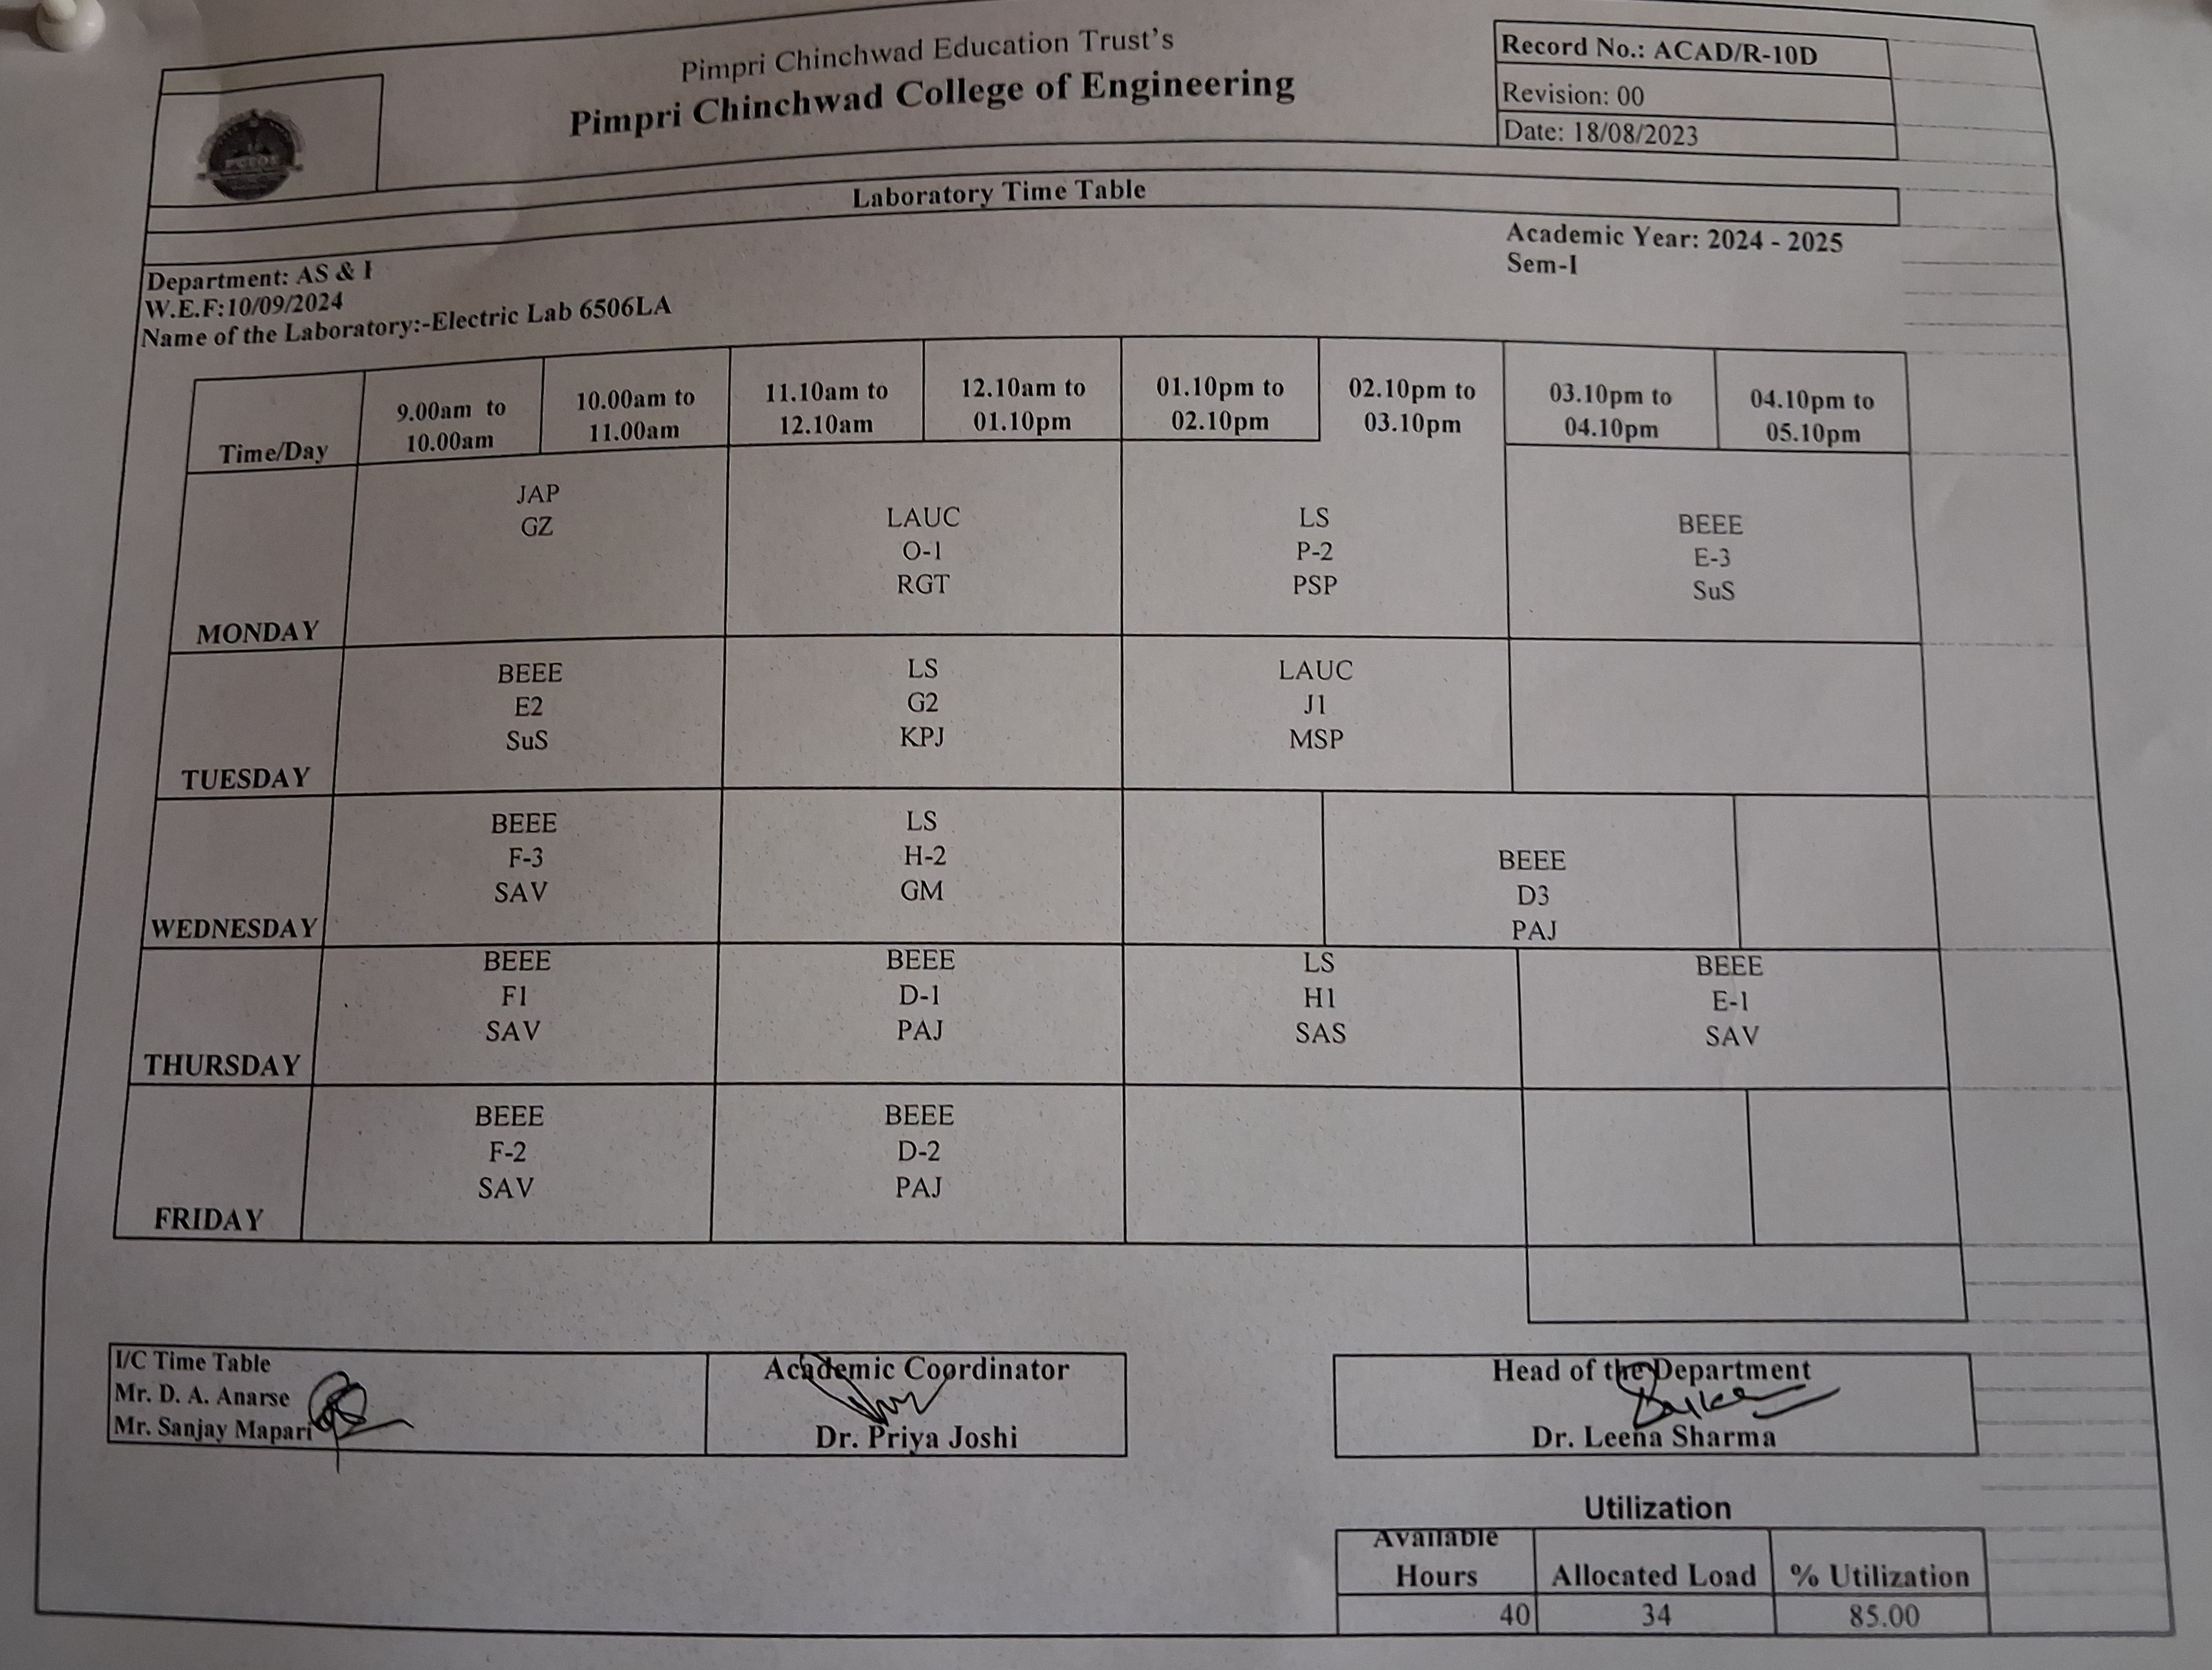 Pimpri Chinchwad Education Trust's
Pimpri Chinchwad College of Engineering
Record No.: ACAD/R-10D
Revision: 00
Date: 18/08/2023
Laboratory Time Table
Academic Year: 2024 - 2025
Sem-I
Department: AS &
W.E.F:10/09/2024
Name of the Laboratory:-Electric Lab 6506LA
Time/Day
9.00am to
10.00am
10.00am to
11.00am
11.10am to
12.10am
12.10am to
01.10pm
01.10pm to
02.10pm
02.10pm to
03.10pm
03.10pm to
04.10pm
04.10pm to
05.10pm
MONDAY
JAP
GZ
LAUC
O-1
RGT
LS
P-2
PSP
BEEE
E-3
SuS
TUESDAY
BEEE
E2
SuS
LS
G2
KPJ
LAUC
J1
MSP
WEDNESDAY
BEEE
F-3
SAV
LS
H-2
GM
BEEE
D3
PAJ
THURSDAY
BEEE
F1
SAV
BEEE
D-1
PAJ
LS
H1
SAS
BEEE
E-1
SAV
FRIDAY
BEEE
F-2
SAV
BEEE
D-2
PAJ
I/C Time Table
Mr. D. A. Anarse
Mr. Sanjay Mapari
Academic Coordinator
Dr. Priya Joshi
Head of the Department
Dr. Leena Sharma
Utilization
Available
Hours
Allocated Load
% Utilization
40
34
85.00